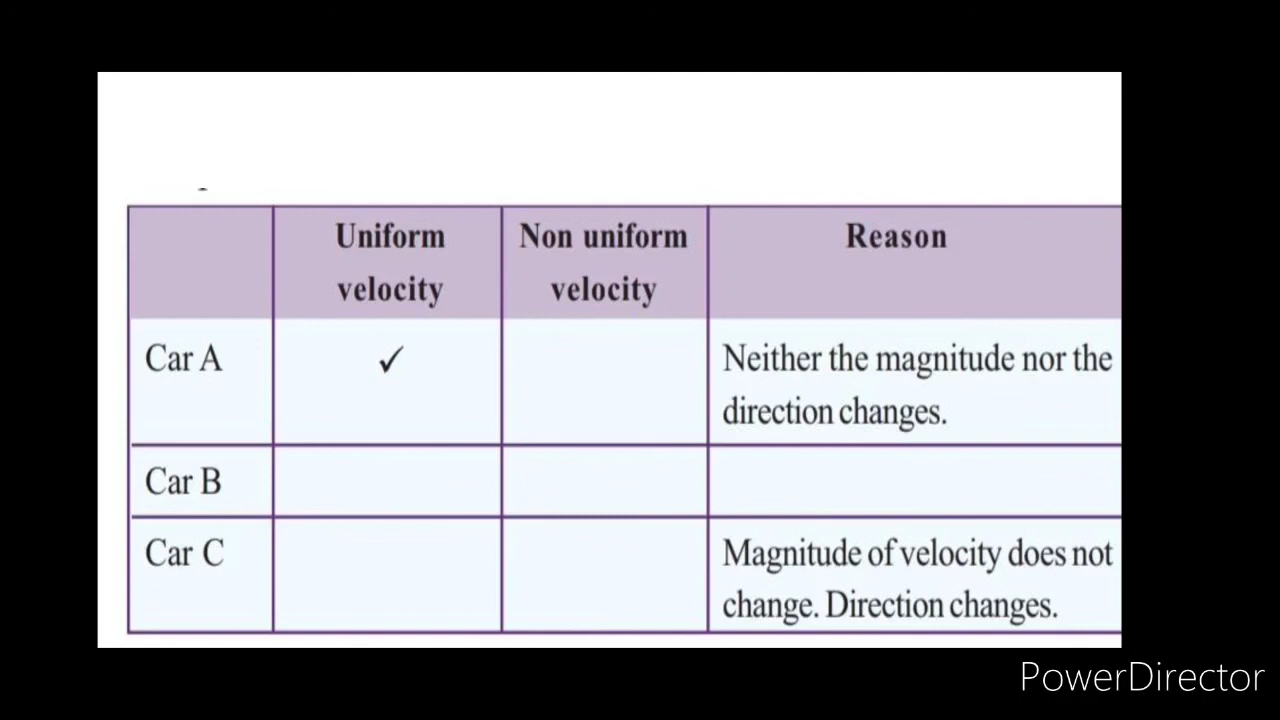 Uniform velocity
Non uniform velocity
Reason
Car A
✓
Neither the magnitude nor the
direction changes.
Car B
Car C
Magnitude of velocity does not
change. Direction changes.
PowerDirector